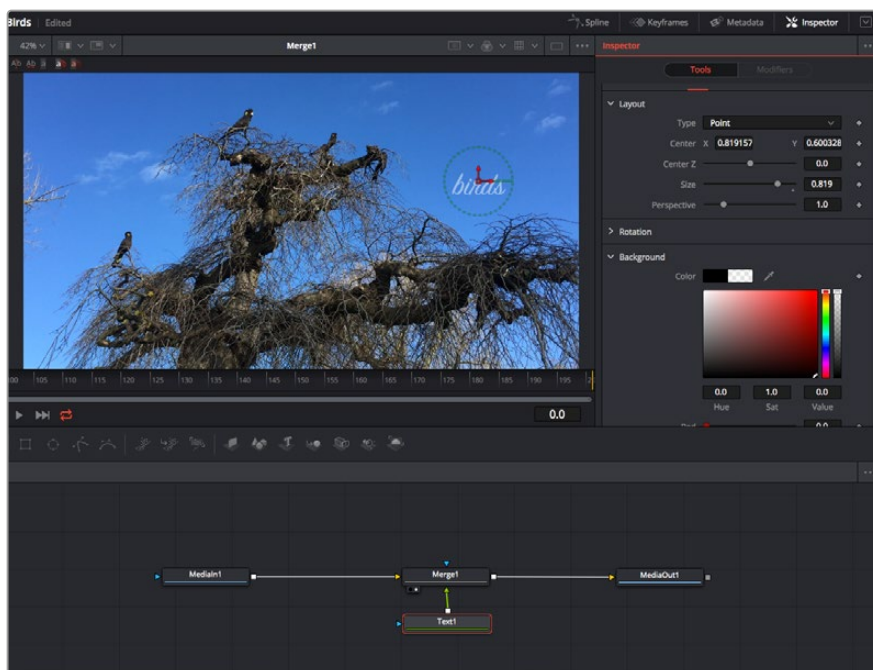 Birds Edited Spline Keyframes Metadata Inspector
42% Merge1 Inspector
Tools Modifiers
Layout
Type Point
Center X 0.819157 Y 0.600328
Center Z 0.0
Size 0.819
Perspective 1.0
Rotation
Background
Color
0.0 1.0 0.0
Hue Sat Value
birds
105 110 115 120 125 130 135 140 145 150 155 160 165 170 175 180 185 190 195
0.0
MediaIn1 Merge1 MediaOut1
Text1